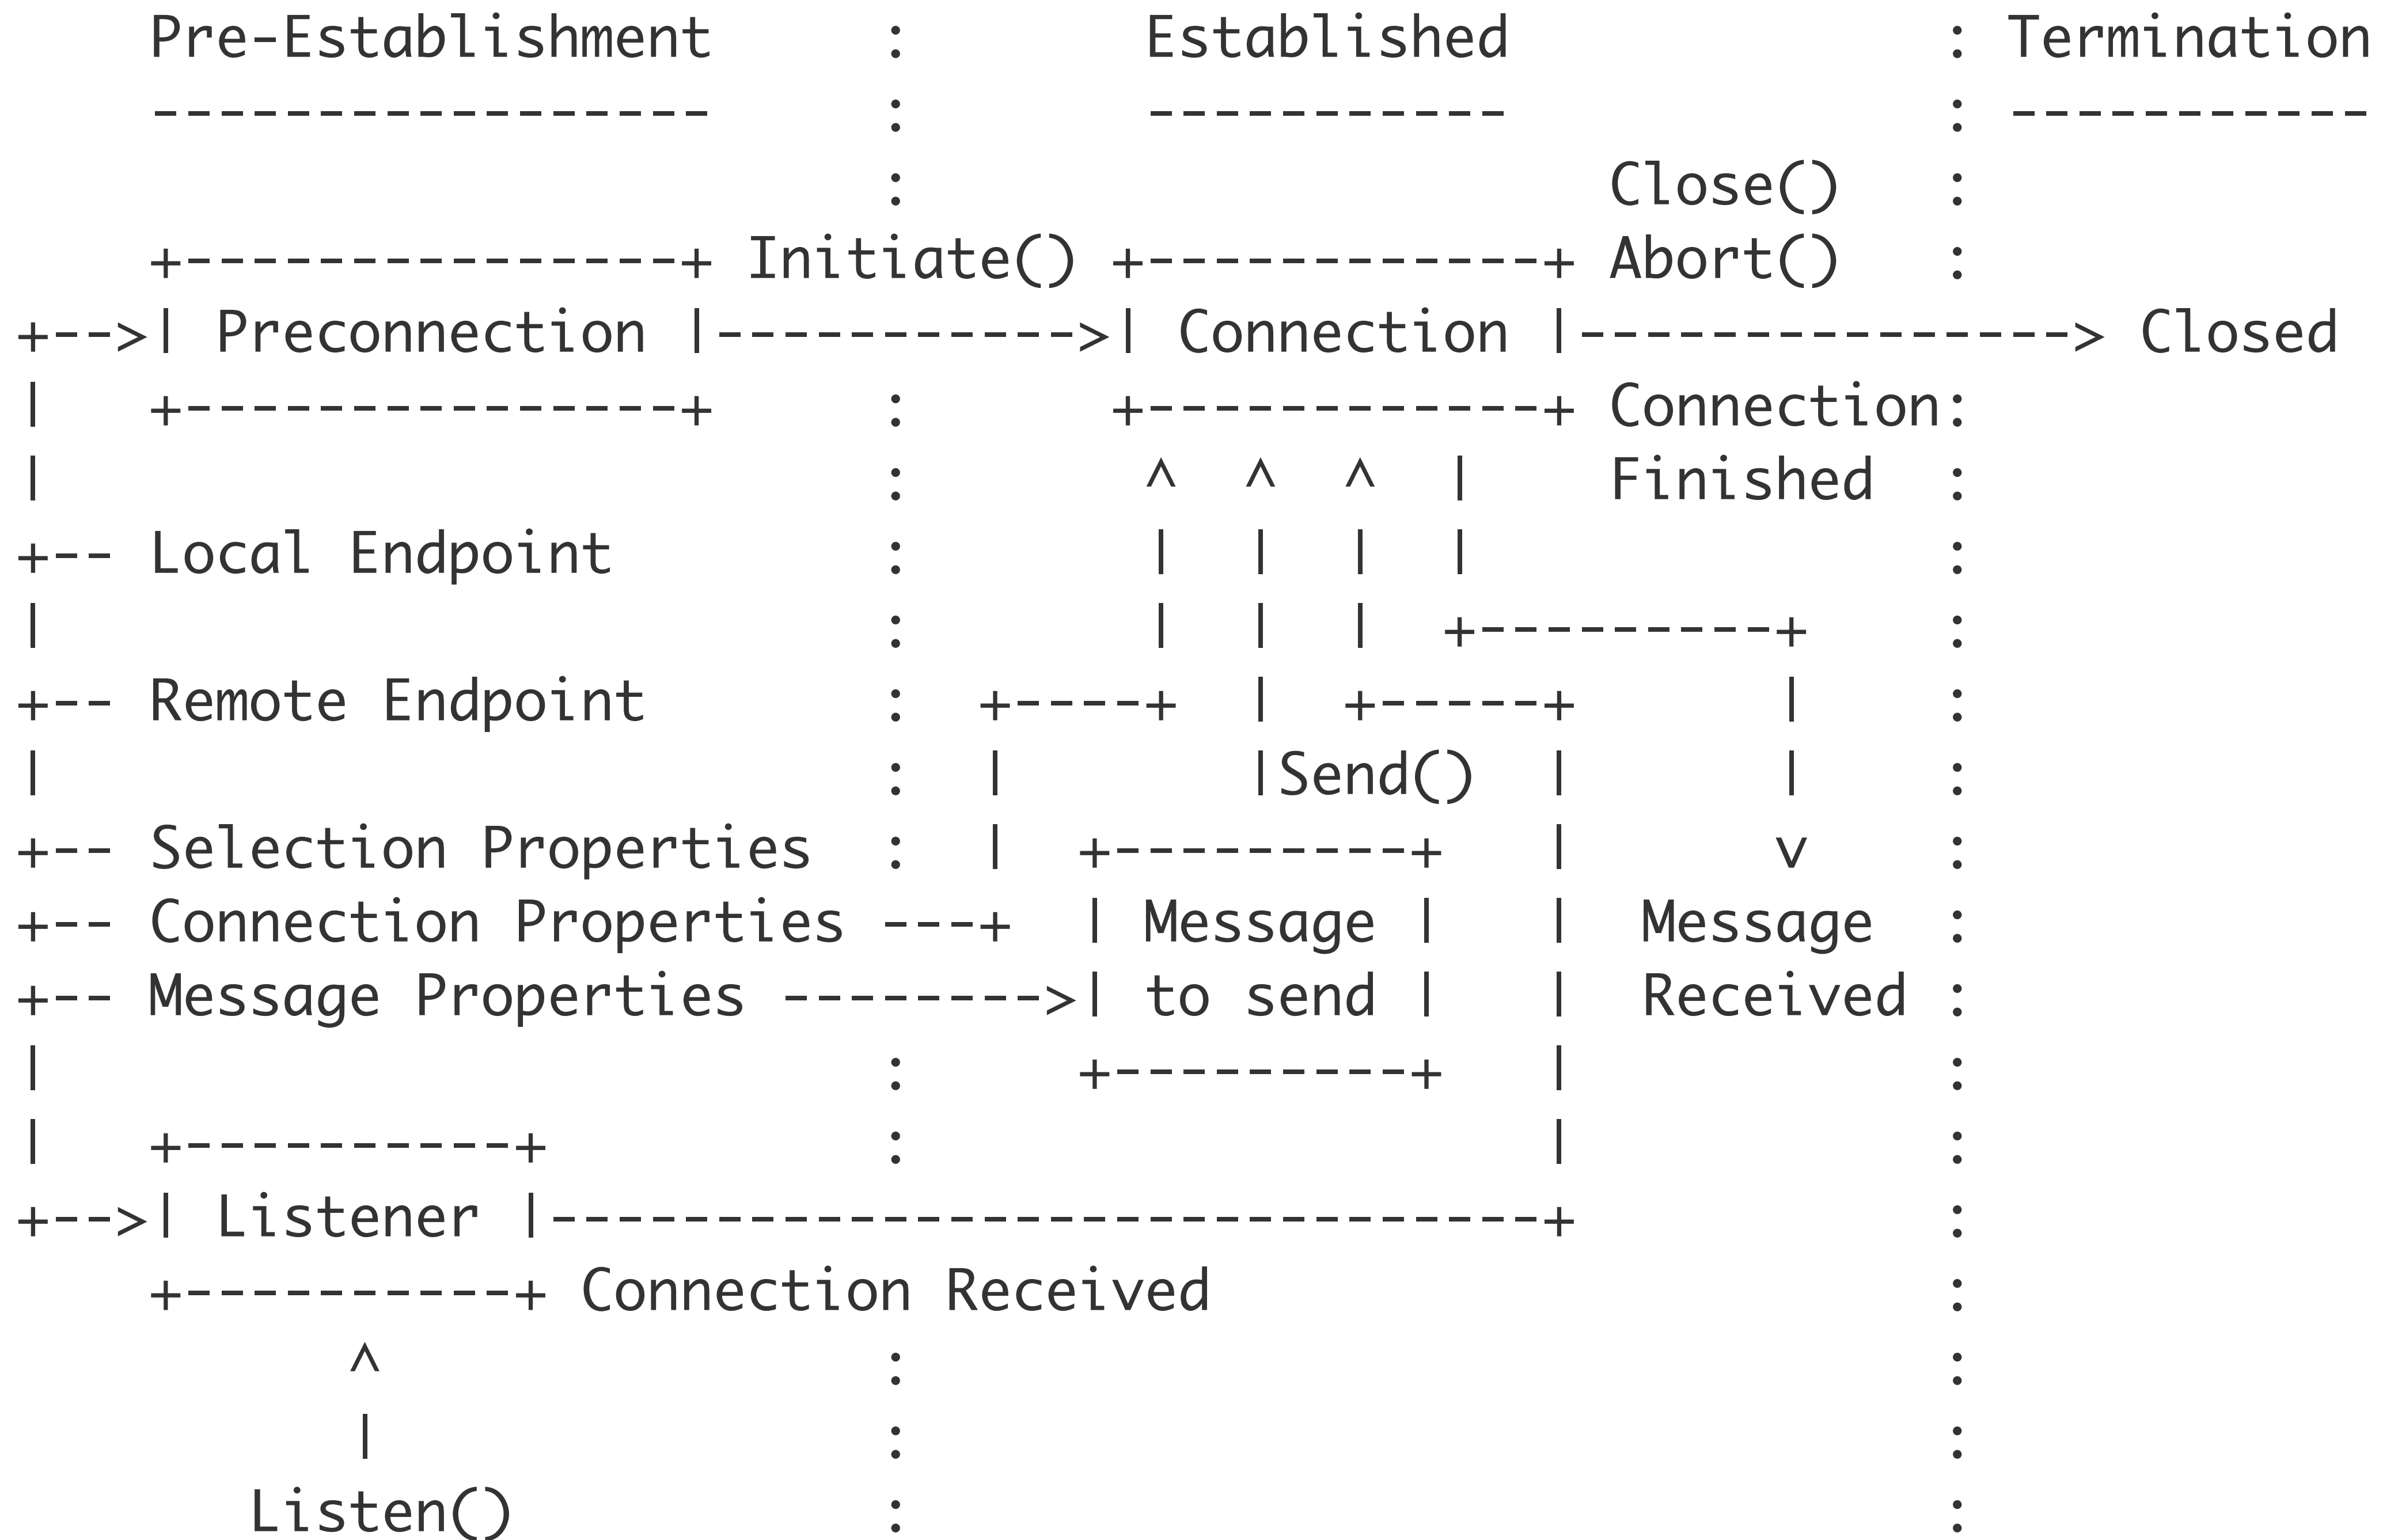 Pre-Establishment     :       Established             : Termination
    -----------------     :       -----------             : -----------
                          :                     Close()   :
    +---------------+ Initiate() +------------+ Abort()   :
+-->| Preconnection |----------->| Connection |---------------> Closed
|   +---------------+     :      +------------+ Connection:
|                         :       ^  ^  ^  |    Finished  :
+-- Local Endpoint        :       |  |  |  |              :
|                         :       |  |  |  +---------+    :
+-- Remote Endpoint       :  +----+  |  +-----+      |    :
|                         :  |       |Send()  |      |    :
+-- Selection Properties  :  |  +---------+   |      v    :
+-- Connection Properties ---+  | Message |   |  Message  :
+-- Message Properties -------->| to send |   |  Received :
|                         :     +---------+   |           :
|   +----------+          :                   |           :
+-->| Listener |------------------------------+           :
    +----------+ Connection Received                      :
          ^               :                               :
          |               :                               :
       Listen()           :                               :